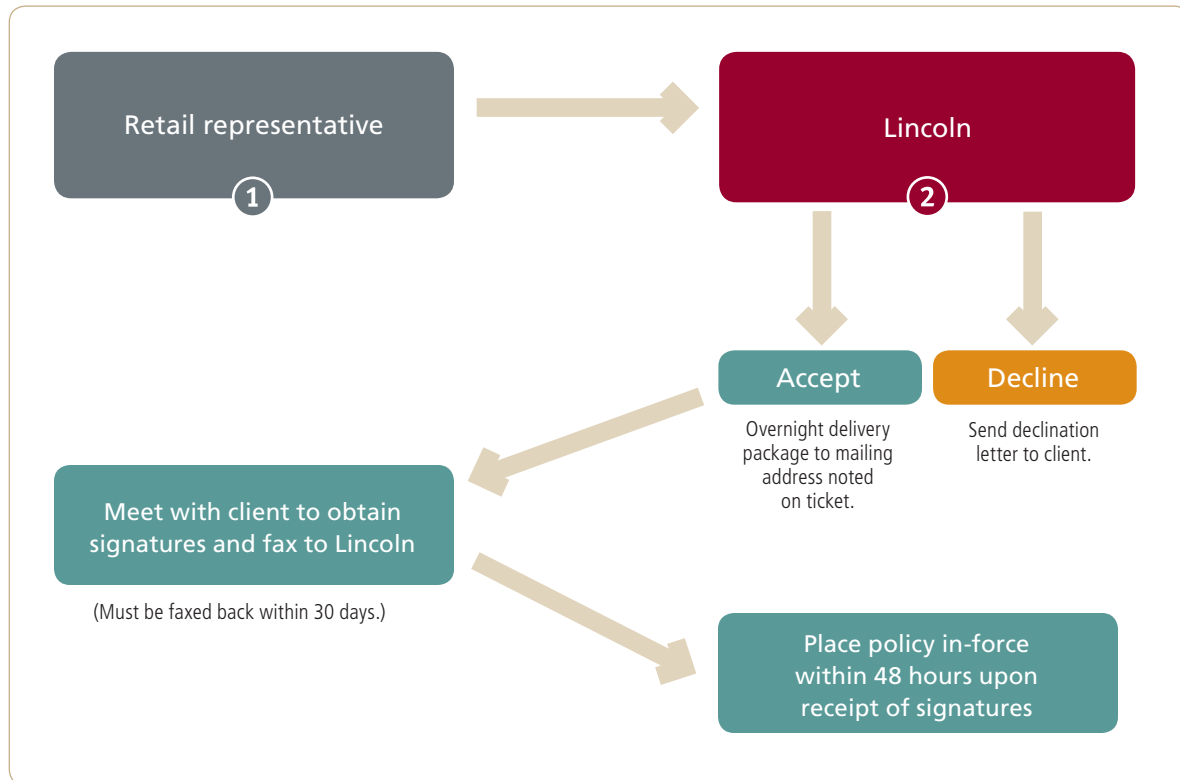 Retail representative
1
Lincoln
2
Accept
Overnight delivery
package to mailing
address noted
on ticket.
Decline
Send declination
letter to client.
Meet with client to obtain
signatures and fax to Lincoln
(Must be faxed back within 30 days.)
Place policy in-force
within 48 hours upon
receipt of signatures